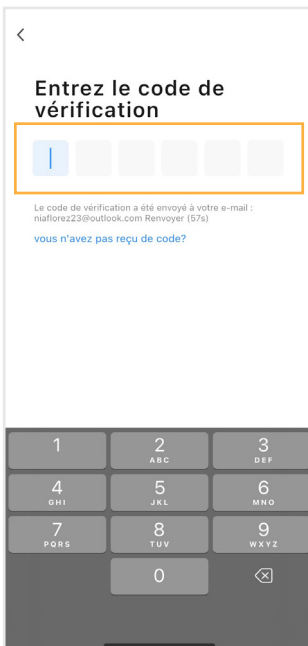 Entrez le code de
vérification
Le code de vérification a été envoyé à votre e-mail :
niaflorez23@outlook.com Renvoyer (57s)
vous n'avez pas reçu de code?
1 2 3
ABC DEF
4 5 6
GHI JKL MNO
7 8 9
PQRS TUV WXYZ
0